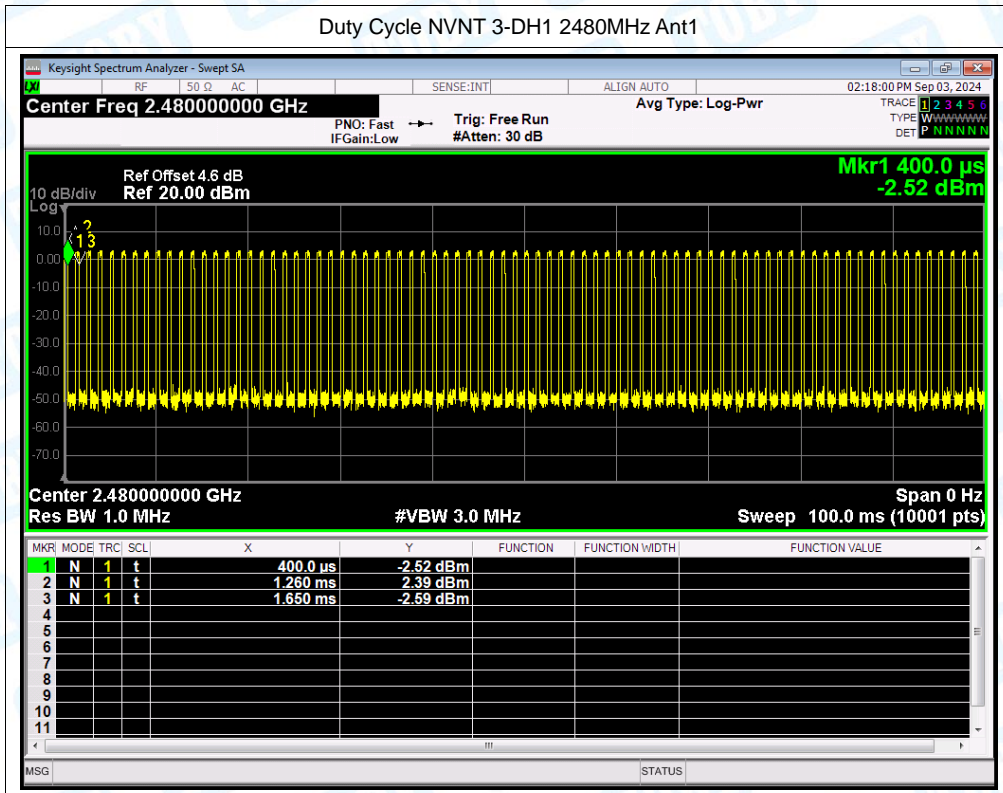 Duty Cycle NVNT 3-DH1 2480MHz Ant1
Keysight Spectrum Analyzer - Swept SA
LXI RF 50 Ω AC SENSE:INT ALIGN AUTO 02:18:00 PM Sep 03, 2024
Center Freq 2.480000000 GHz
PNO: Fast
IFGain:Low
Trig: Free Run
#Atten: 30 dB
Avg Type: Log-Pwr
TRACE 1 2 3 4 5 6
TYPE W
DET P N N N N N
Mkr1 400.0 µs
-2.52 dBm
Ref Offset 4.6 dB
10 dB/div Ref 20.00 dBm
Log
10.0
0.00
-10.0
-20.0
-30.0
-40.0
-50.0
-60.0
-70.0
2
1 3
Center 2.480000000 GHz Span 0 Hz
Res BW 1.0 MHz #VBW 3.0 MHz Sweep 100.0 ms (10001 pts)
MKR MODE TRC SCL X Y FUNCTION FUNCTION WIDTH FUNCTION VALUE
1 N 1 t 400.0 µs -2.52 dBm
2 N 1 t 1.260 ms 2.39 dBm
3 N 1 t 1.650 ms -2.59 dBm
4
5
6
7
8
9
10
11
MSG STATUS